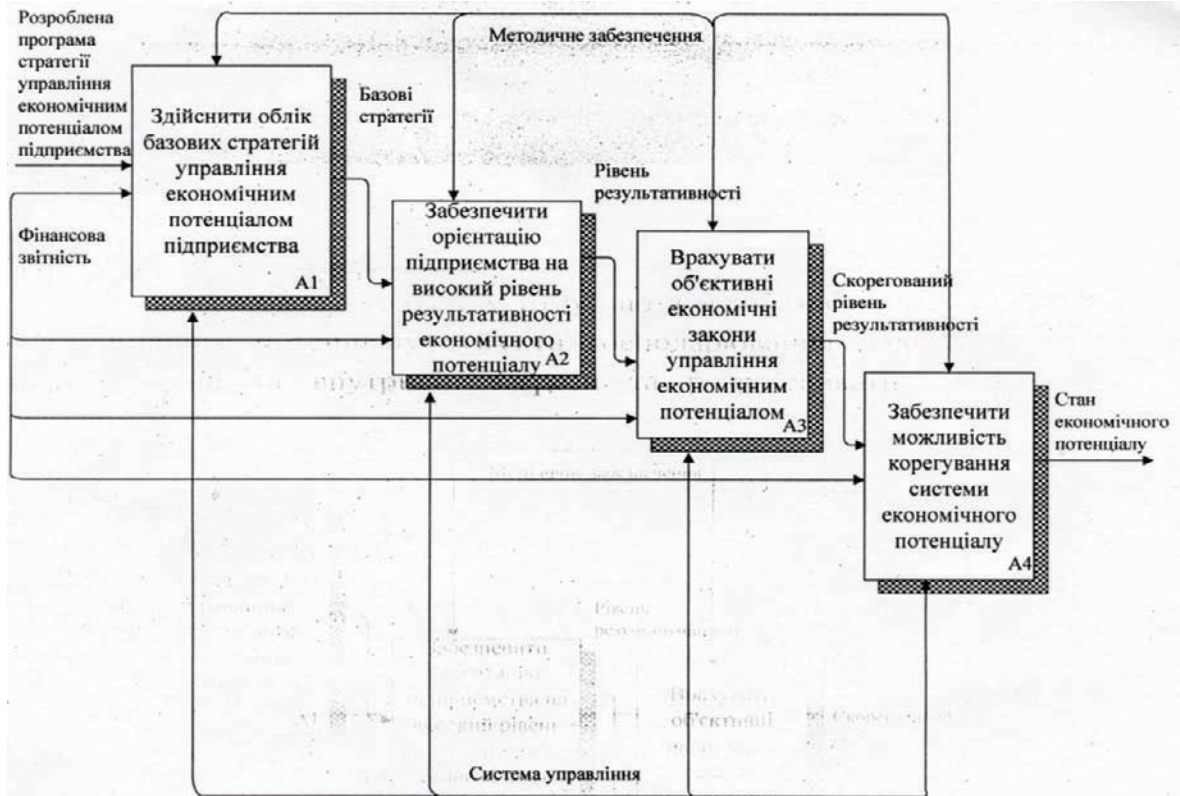 Розроблена
програма
стратегії
управління
економічним
потенціалом
підприємства
Методичне забезпечення
Базові
стратегії
Здійснити облік
базових стратегій
управління
економічним
потенціалом
підприємства
A1
Фінансова
звітність
Рівень
результативності
Забезпечити
орієнтацію
підприємства на
високий рівень
результативності
економічного
потенціалу
A2
Врахувати
об'єктивні
економічні
закони
управління
економічним
потенціалом
A3
Скорегований
рівень
результативності
Забезпечити
можливість
корегування
системи
економічного
потенціалу
A4
Стан
економічного
потенціалу
Система управління